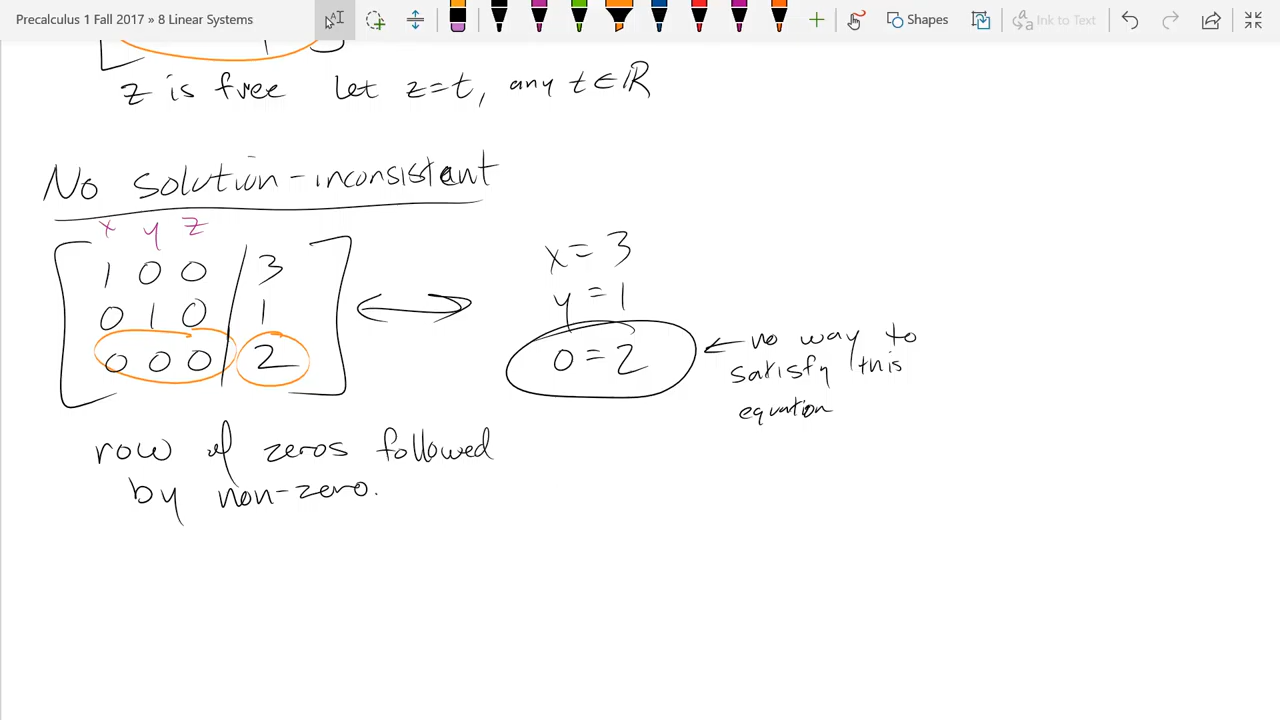 Precalculus 1 Fall 2017 » 8 Linear Systems
Shapes
Link to Text
z is free let z=t, any t∈ℝ
No solution - inconsistent
x y z
1 0 0 | 3
0 1 0 | 1
0 0 0 | 2
x = 3
y = 1
0 = 2
← no way to
satisfy this
equation
row of zeros followed
by non-zero.